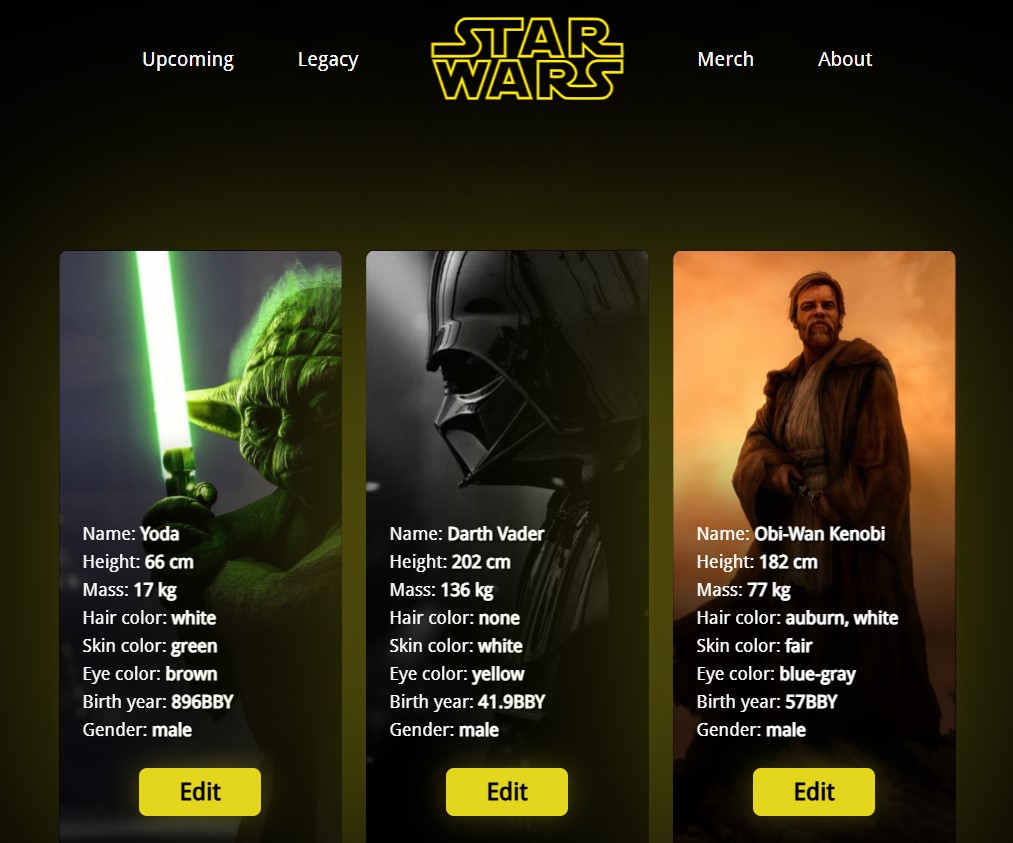 Upcoming
Legacy
STAR
WARS
Merch
About
Name: Yoda
Height: 66 cm
Mass: 17 kg
Hair color: white
Skin color: green
Eye color: brown
Birth year: 896BBY
Gender: male
Edit
Name: Darth Vader
Height: 202 cm
Mass: 136 kg
Hair color: none
Skin color: white
Eye color: yellow
Birth year: 41.9BBY
Gender: male
Edit
Name: Obi-Wan Kenobi
Height: 182 cm
Mass: 77 kg
Hair color: auburn, white
Skin color: fair
Eye color: blue-gray
Birth year: 57BBY
Gender: male
Edit